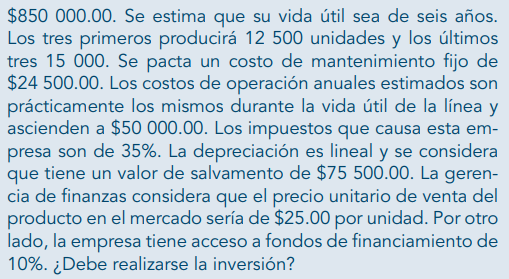 $850 000.00. Se estima que su vida útil sea de seis años.
Los tres primeros producirá 12 500 unidades y los últimos
tres 15 000. Se pacta un costo de mantenimiento fijo de
$24 500.00. Los costos de operación anuales estimados son
prácticamente los mismos durante la vida útil de la línea y
ascienden a $50 000.00. Los impuestos que causa esta em-
presa son de 35%. La depreciación es lineal y se considera
que tiene un valor de salvamento de $75 500.00. La geren-
cia de finanzas considera que el precio unitario de venta del
producto en el mercado sería de $25.00 por unidad. Por otro
lado, la empresa tiene acceso a fondos de financiamiento de
10%. ¿Debe realizarse la inversión?